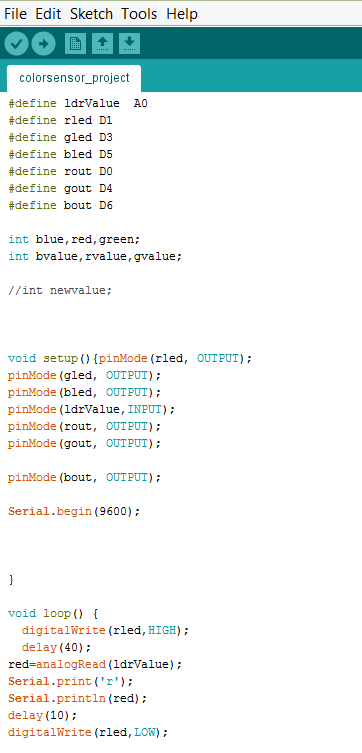 File Edit Sketch Tools Help
colorsensor_project
#define ldrValue  A0
#define rled D1
#define gled D3
#define bled D5
#define rout D0
#define gout D4
#define bout D6
int blue,red,green;
int bvalue,rvalue,gvalue;
//int newvalue;
void setup(){pinMode(rled, OUTPUT);
pinMode(gled, OUTPUT);
pinMode(bled, OUTPUT);
pinMode(ldrValue,INPUT);
pinMode(rout, OUTPUT);
pinMode(gout, OUTPUT);
pinMode(bout, OUTPUT);
Serial.begin(9600);
}
void loop() {
  digitalWrite(rled,HIGH);
  delay(40);
red=analogRead(ldrValue);
Serial.print('r');
Serial.println(red);
delay(10);
digitalWrite(rled,LOW);